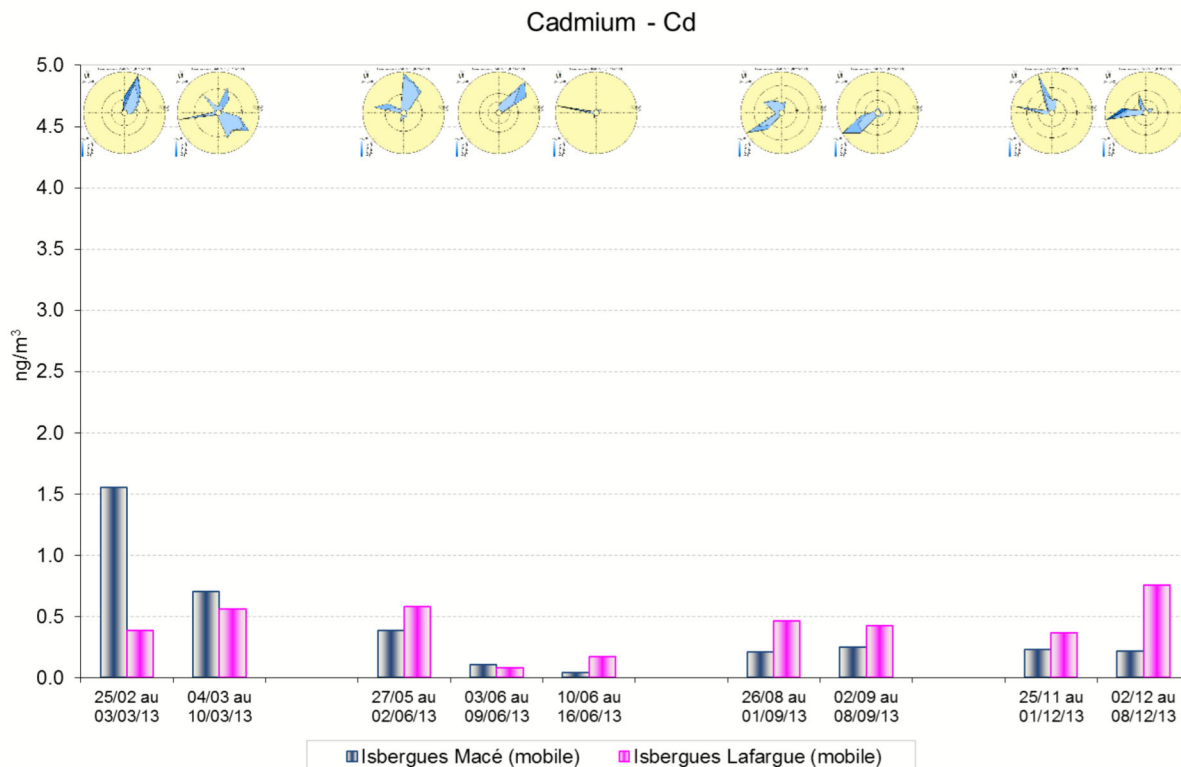 Cadmium - Cd
5.0
4.5
4.0
3.5
3.0
2.5
2.0
1.5
1.0
0.5
0.0
ng/m³
25/02 au
03/03/13
04/03 au
10/03/13
27/05 au
02/06/13
03/06 au
09/06/13
10/06 au
16/06/13
26/08 au
01/09/13
02/09 au
08/09/13
25/11 au
01/12/13
02/12 au
08/12/13
Isbergues Macé (mobile)
Isbergues Lafargue (mobile)